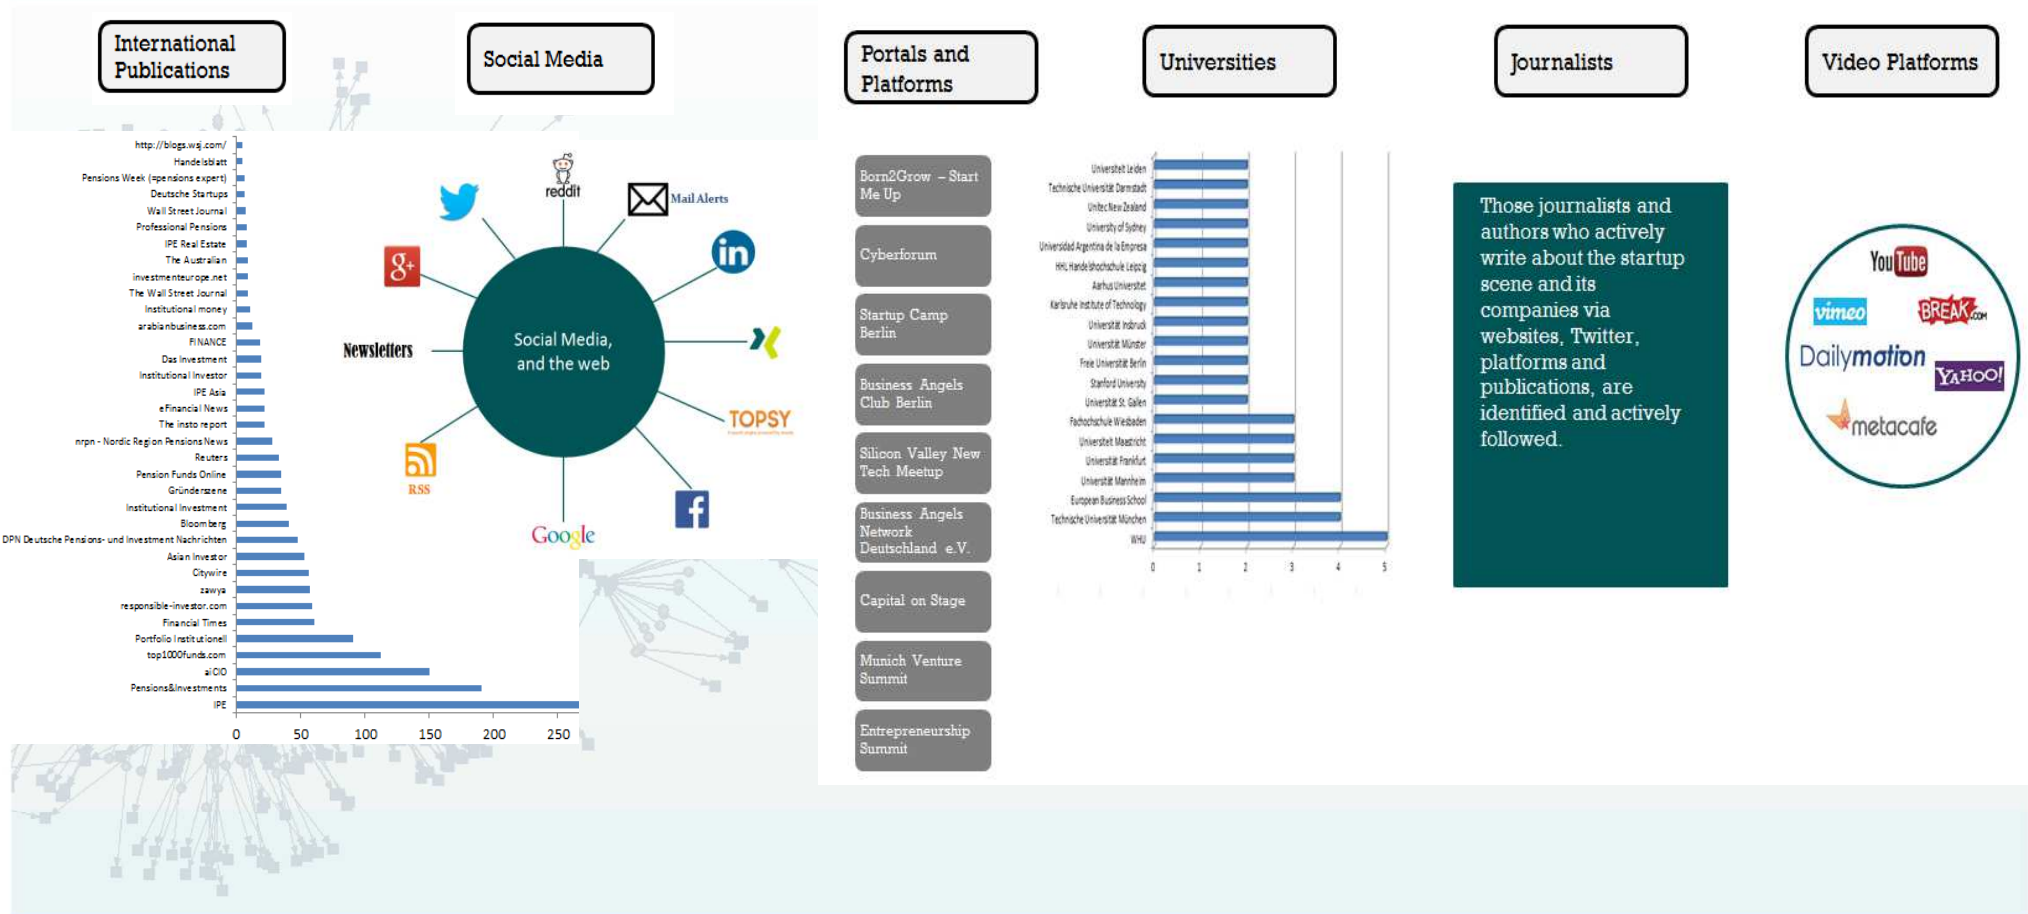 International
Publications
Social Media
Portals and
Platforms
Universities
Journalists
Video Platforms
http://blogs.wsj.com/
Handelsblatt
Pensions Week (=pensions expert)
Deutsche Startups
Wall Street Journal
Professional Pensions
IPE Real Estate
The Australian
investmenteurope.net
The Wall Street Journal
Institutional money
arabianbusiness.com
FINANCE
Das Investment
Institutional Investor
IPE Asia
eFinancial News
The insto report
nrpn - Nordic Region Pensions News
Reuters
Pension Funds Online
Gründerszene
Institutional Investment
Bloomberg
DPN Deutsche Pensions- und Investment Nachrichten
Asian Investor
Citywire
zawya
responsible-investor.com
Financial Times
Portfolio Institutionell
top1000funds.com
aiCIO
Pensions&Investments
IPE
0 50 100 150 200 250
reddit
Mail Alerts
in
g+
Newsletters
Social Media,
and the web
TOPSY
RSS
f
Google
Born2Grow – Start
Me Up
Cyberforum
Startup Camp
Berlin
Business Angels
Club Berlin
Silicon Valley New
Tech Meetup
Business Angels
Network
Deutschland e.V.
Capital on Stage
Munich Venture
Summit
Entrepreneurship
Summit
Universiteit Leiden
Technische Universität Darmstadt
Unitec New Zealand
University of Sydney
Universidad Argentina de la Empresa
HHL Handelshochschule Leipzig
Aarhus Universitet
Karlsruhe Institute of Technology
Universität Insbruck
Universität Münster
Freie Universität Berlin
Stanford University
Universität St. Gallen
Fachochschule Wiesbaden
Universiteit Maastricht
Universität Frankfurt
Universität Mannheim
European Business School
Technische Universität München
WHU
0 1 2 3 4 5
Those journalists and
authors who actively
write about the startup
scene and its
companies via
websites, Twitter,
platforms and
publications, are
identified and actively
followed.
YouTube
vimeo
BREAK.COM
Dailymotion
YAHOO!
metacafe